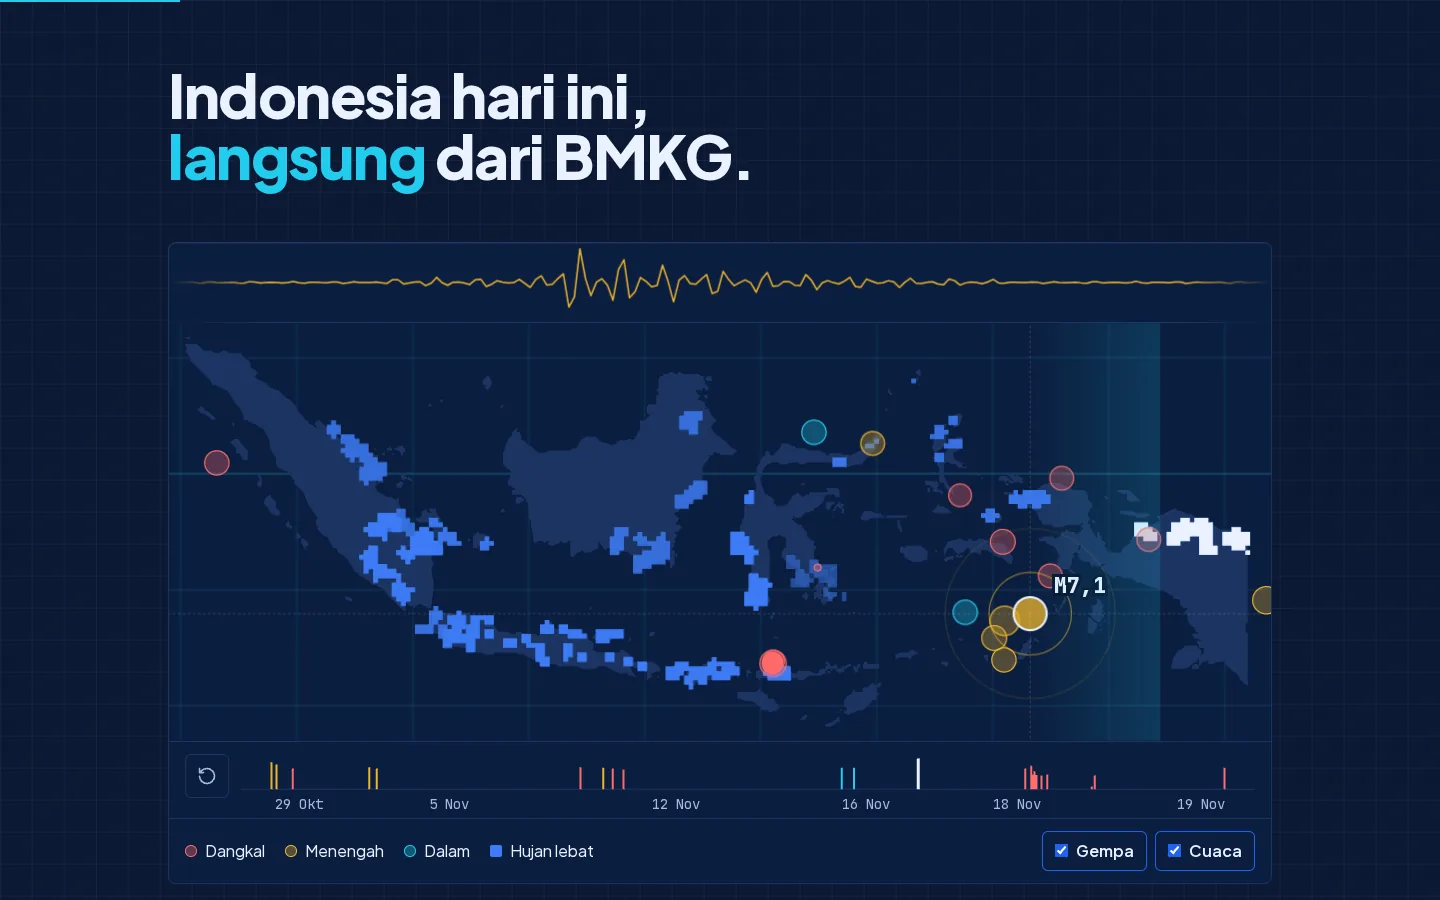 Indonesia hari ini,
langsung dari BMKG.
M7,1
29 Okt
5 Nov
12 Nov
16 Nov
18 Nov
19 Nov
Dangkal
Menengah
Dalam
Hujan lebat
Gempa
Cuaca